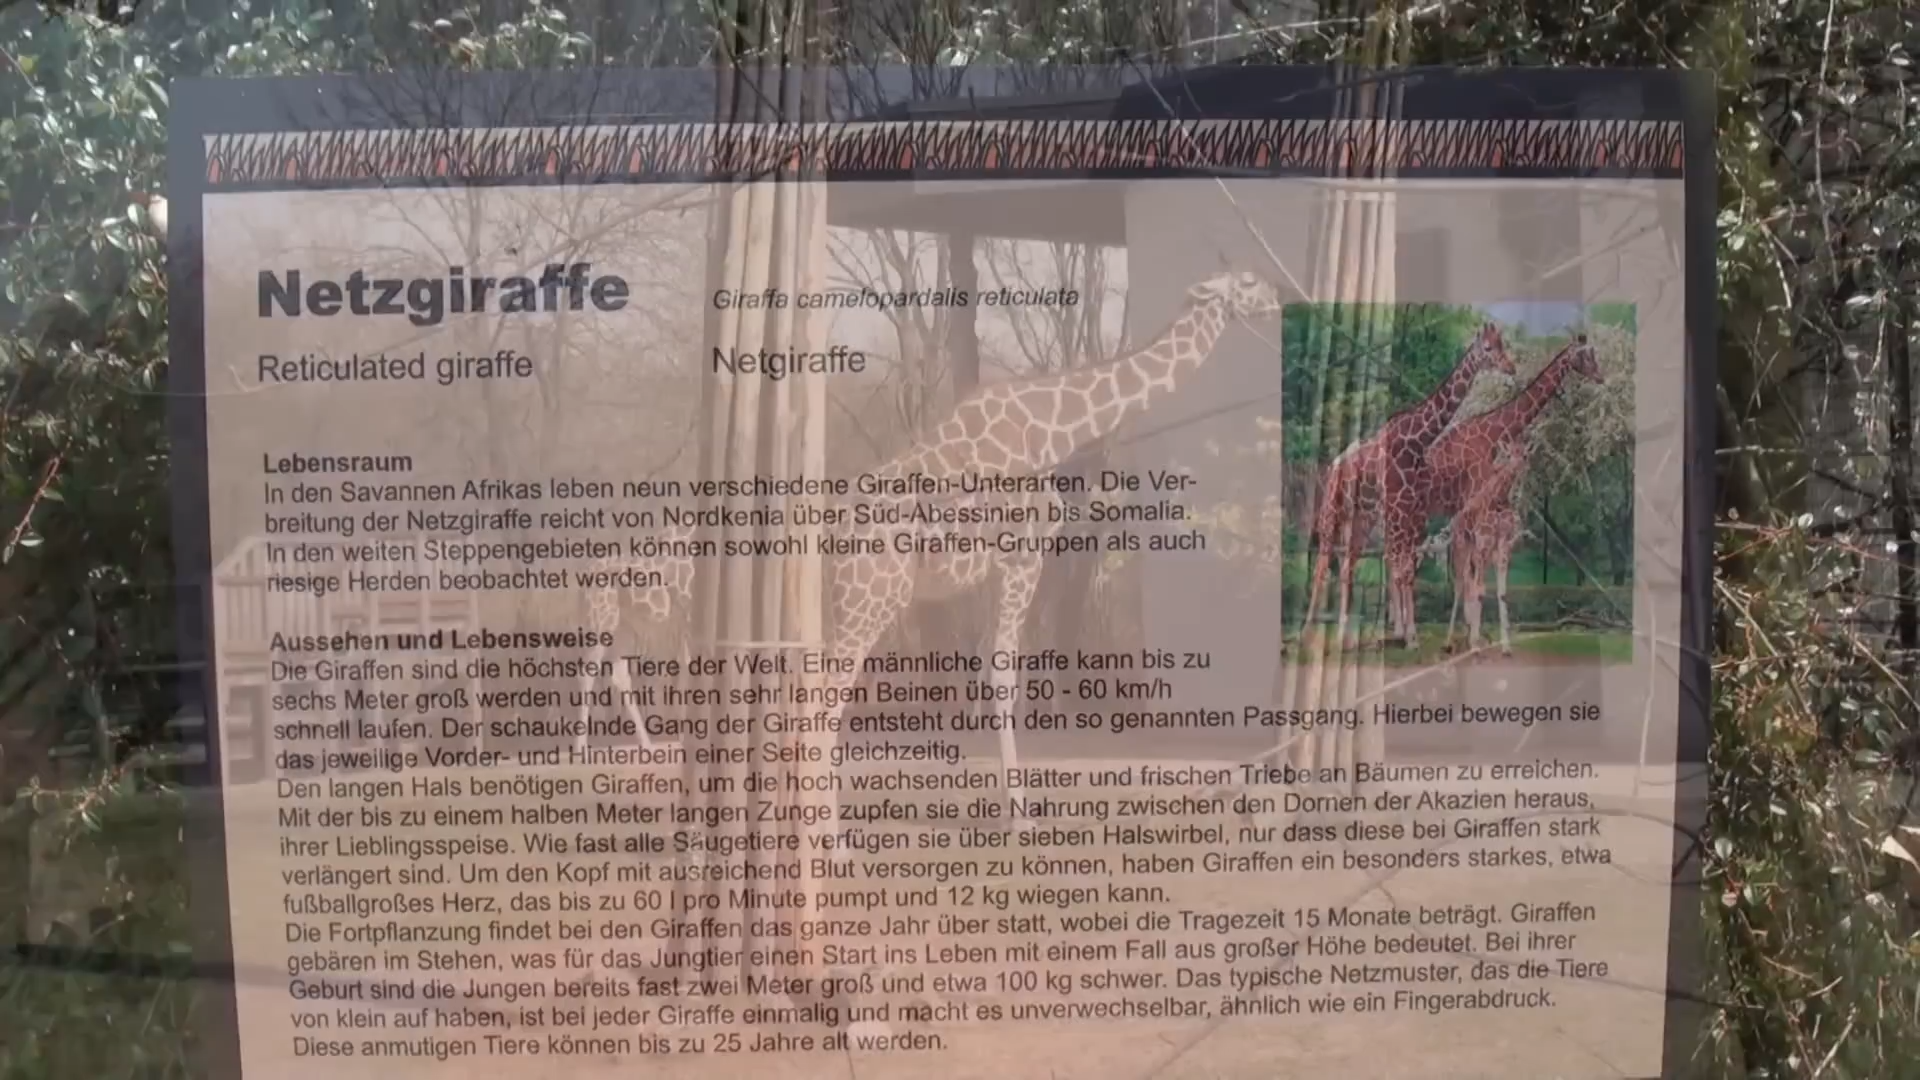 Netzgiraffe
Giraffa camelopardalis reticulata
Reticulated giraffe
Netgiraffe
Lebensraum
In den Savannen Afrikas leben neun verschiedene Giraffen-Unterarten. Die Ver-
breitung der Netzgiraffe reicht von Nordkenia über Süd-Abessinien bis Somalia.
In den weiten Steppengebieten können sowohl kleine Giraffen-Gruppen als auch
riesige Herden beobachtet werden.
Aussehen und Lebensweise
Die Giraffen sind die höchsten Tiere der Welt. Eine männliche Giraffe kann bis zu
sechs Meter groß werden und mit ihren sehr langen Beinen über 50 - 60 km/h
schnell laufen. Der schaukelnde Gang der Giraffe entsteht durch den so genannten Passgang. Hierbei bewegen sie
das jeweilige Vorder- und Hinterbein einer Seite gleichzeitig.
Den langen Hals benötigen Giraffen, um die hoch wachsenden Blätter und frischen Triebe an Bäumen zu erreichen.
Mit der bis zu einem halben Meter langen Zunge zupfen sie die Nahrung zwischen den Dornen der Akazien heraus,
ihrer Lieblingsspeise. Wie fast alle Säugetiere verfügen sie über sieben Halswirbel, nur dass diese bei Giraffen stark
verlängert sind. Um den Kopf mit ausreichend Blut versorgen zu können, haben Giraffen ein besonders starkes, etwa
fußballgroßes Herz, das bis zu 60 l pro Minute pumpt und 12 kg wiegen kann.
Die Fortpflanzung findet bei den Giraffen das ganze Jahr über statt, wobei die Tragezeit 15 Monate beträgt. Giraffen
gebären im Stehen, was für das Jungtier einen Start ins Leben mit einem Fall aus großer Höhe bedeutet. Bei ihrer
Geburt sind die Jungen bereits fast zwei Meter groß und etwa 100 kg schwer. Das typische Netzmuster, das die Tiere
von klein auf haben, ist bei jeder Giraffe einmalig und macht es unverwechselbar, ähnlich wie ein Fingerabdruck.
Diese anmutigen Tiere können bis zu 25 Jahre alt werden.